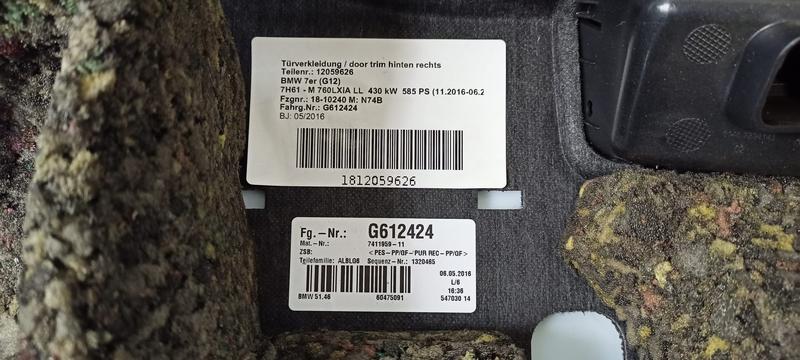 Türverkleidung / door trim hinten rechts
Teilenr.: 12059626
BMW 7er (G12)
7H61 - M 760LXIA LL 430 kW 585 PS (11.2016-06.2
Fzgnr.: 18-10240 M: N74B
Fahrg.Nr.: G612424
BJ: 05/2016
1812059626
Fg.-Nr.: G612424
Mat.-Nr.: 7411959-11
ZSB: <PES-PP/GF-PUR REC-PP/GF>
Teilefamilie: ALBLG6 Sequenz-Nr.: 1320465
06.05.2016
L/6
16:36
BMW 51.46 60475091 547030 14